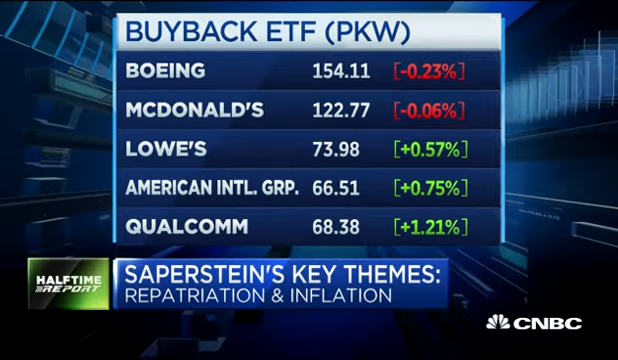 BUYBACK ETF (PKW)
BOEING 154.11 [-0.23%]
MCDONALD'S 122.77 [-0.06%]
LOWE'S 73.98 [+0.57%]
AMERICAN INTL. GRP. 66.51 [+0.75%]
QUALCOMM 68.38 [+1.21%]
HALFTIME
REPORT
SAPERSTEIN'S KEY THEMES:
REPATRIATION & INFLATION
CNBC